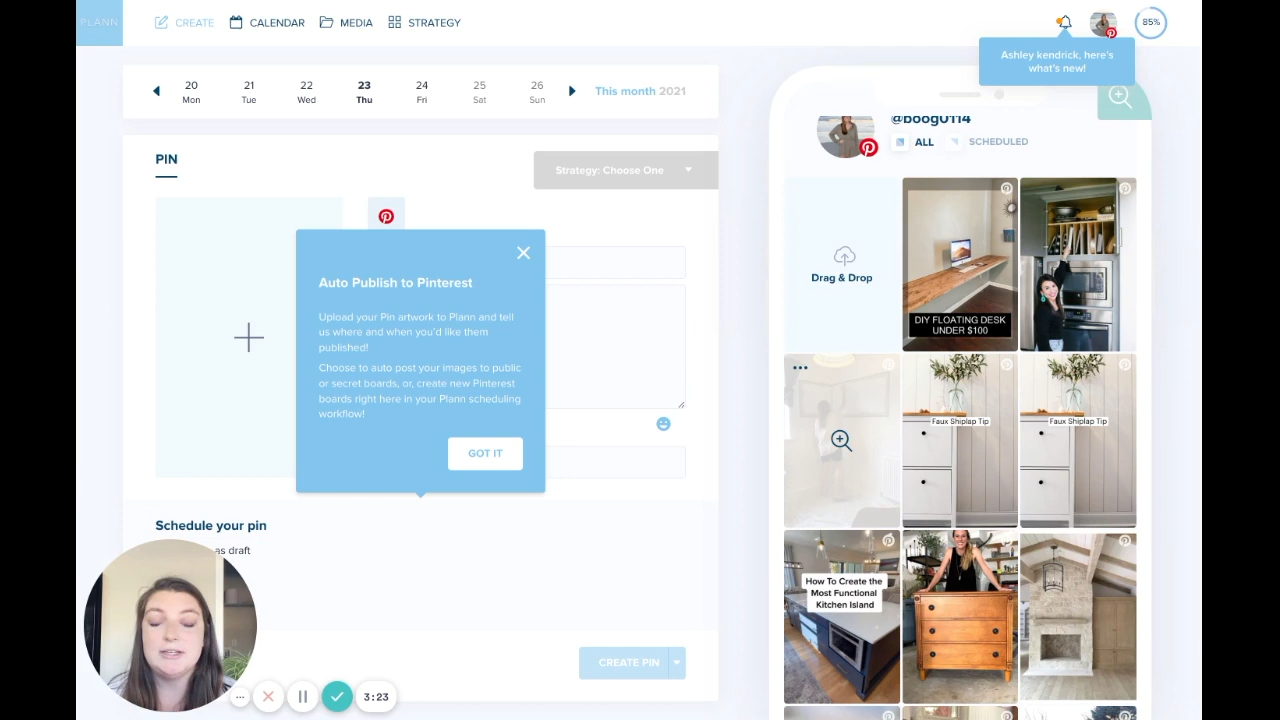 PLANN
CREATE
CALENDAR
MEDIA
STRATEGY
85%
Ashley kendrick, here's
what's new!
20
21
22
23
24
25
26
Mon
Tue
Wed
Thu
Fri
Sat
Sun
This month 2021
PIN
Strategy: Choose One
Auto Publish to Pinterest
Upload your Pin artwork to Plann and tell
us where and when you'd like them
published!
Choose to auto post your images to public
or secret boards, or, create new Pinterest
boards right here in your Plann scheduling
workflow!
GOT IT
Schedule your pin
as draft
CREATE PIN
3:23
@boog0114
ALL
SCHEDULED
Drag & Drop
DIY FLOATING DESK
UNDER $100
Faux Shiplap Tip
Faux Shiplap Tip
How To Create the
Most Functional
Kitchen Island